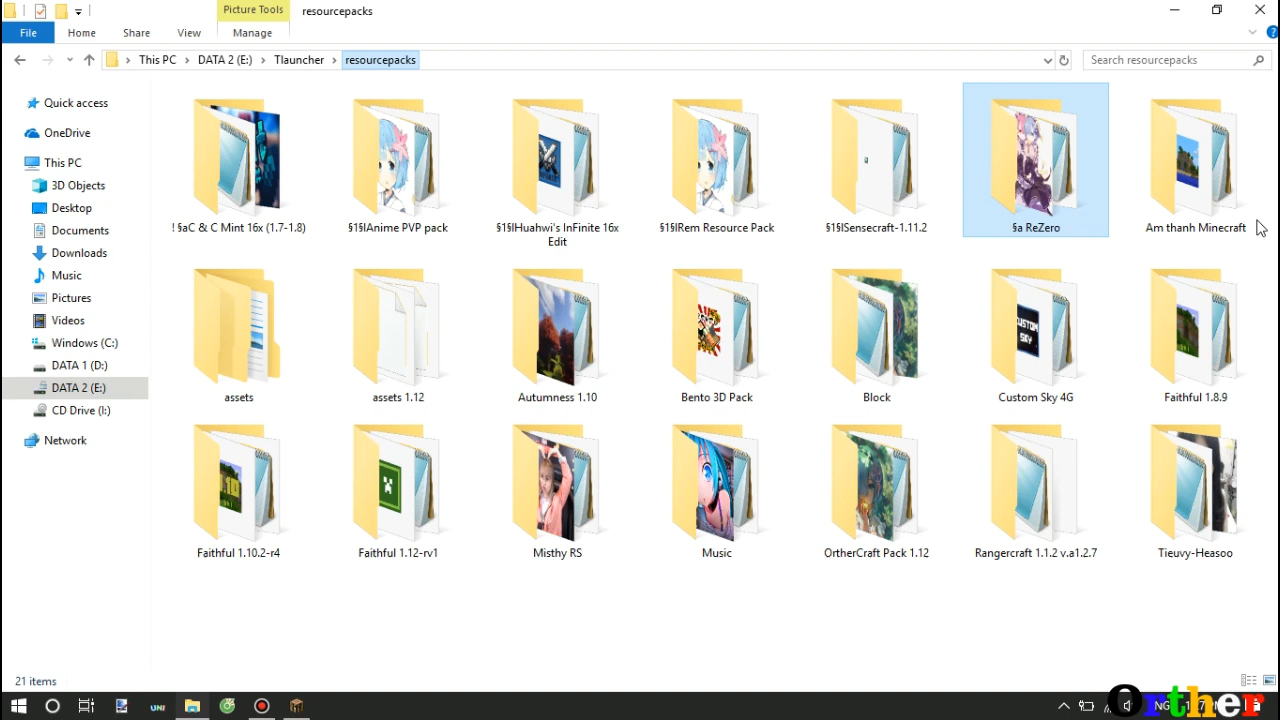 Picture Tools
resourcepacks
File
Home
Share
View
Manage
This PC
DATA 2 (E:)
Tlauncher
resourcepacks
Search resourcepacks
Quick access
OneDrive
This PC
3D Objects
Desktop
Documents
Downloads
Music
Pictures
Videos
Windows (C:)
DATA 1 (D:)
DATA 2 (E:)
CD Drive (I:)
Network
! §aC & C Mint 16x (1.7-1.8)
§1§lAnime PVP pack
§1§lHuahwi's InFinite 16x
Edit
§1§lRem Resource Pack
§1§lSensecraft-1.11.2
§a ReZero
Am thanh Minecraft
assets
assets 1.12
Autumness 1.10
Bento 3D Pack
Block
CUSTOM
SKY
Custom Sky 4G
Faithful 1.8.9
Faithful 1.10.2-r4
Faithful 1.12-rv1
Misthy RS
Music
OrtherCraft Pack 1.12
Rangercraft 1.1.2 v.a1.2.7
Tieuvy-Heasoo
21 items
UNI
Orther